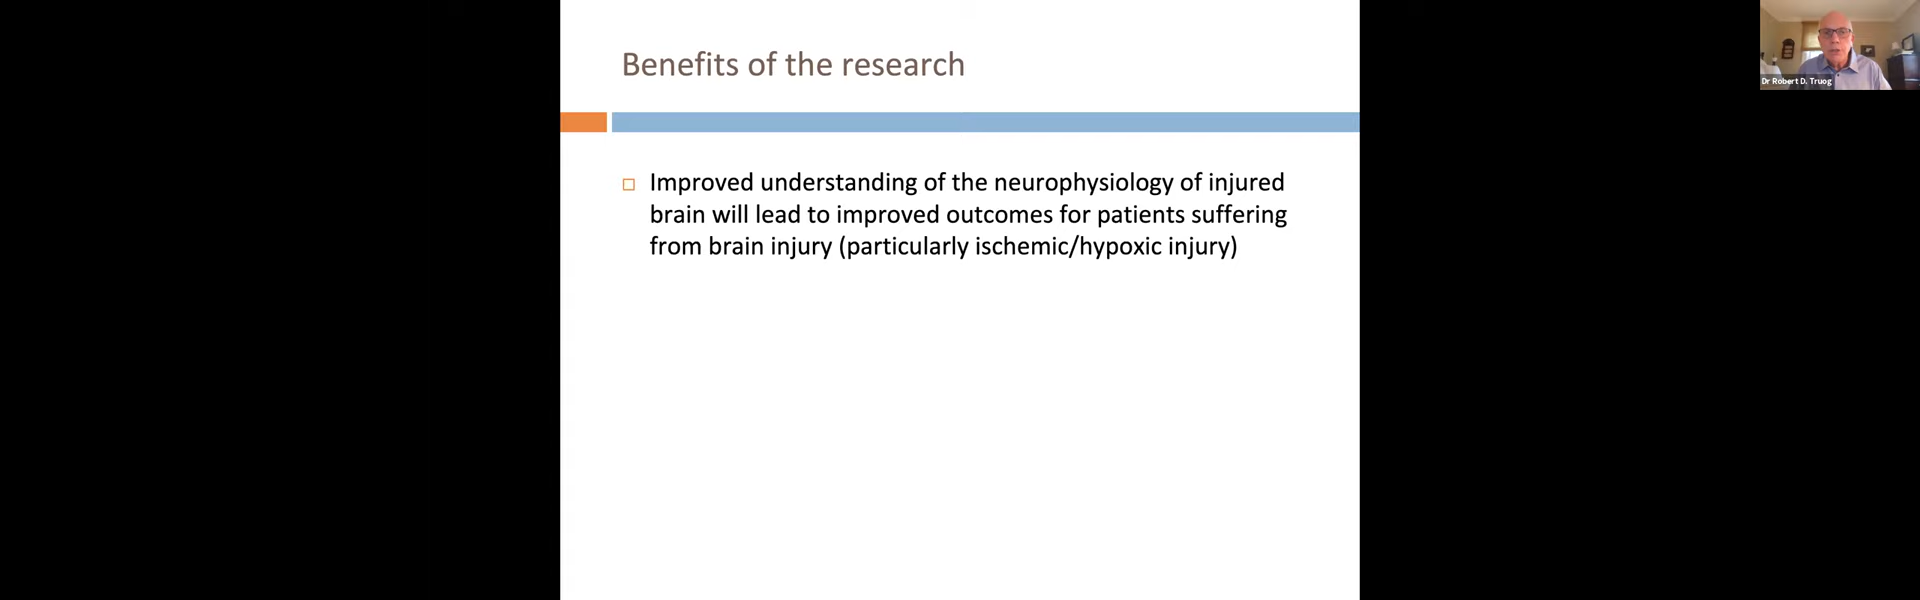 Benefits of the research
Dr Robert D. Truog
Improved understanding of the neurophysiology of injured
brain will lead to improved outcomes for patients suffering
from brain injury (particularly ischemic/hypoxic injury)